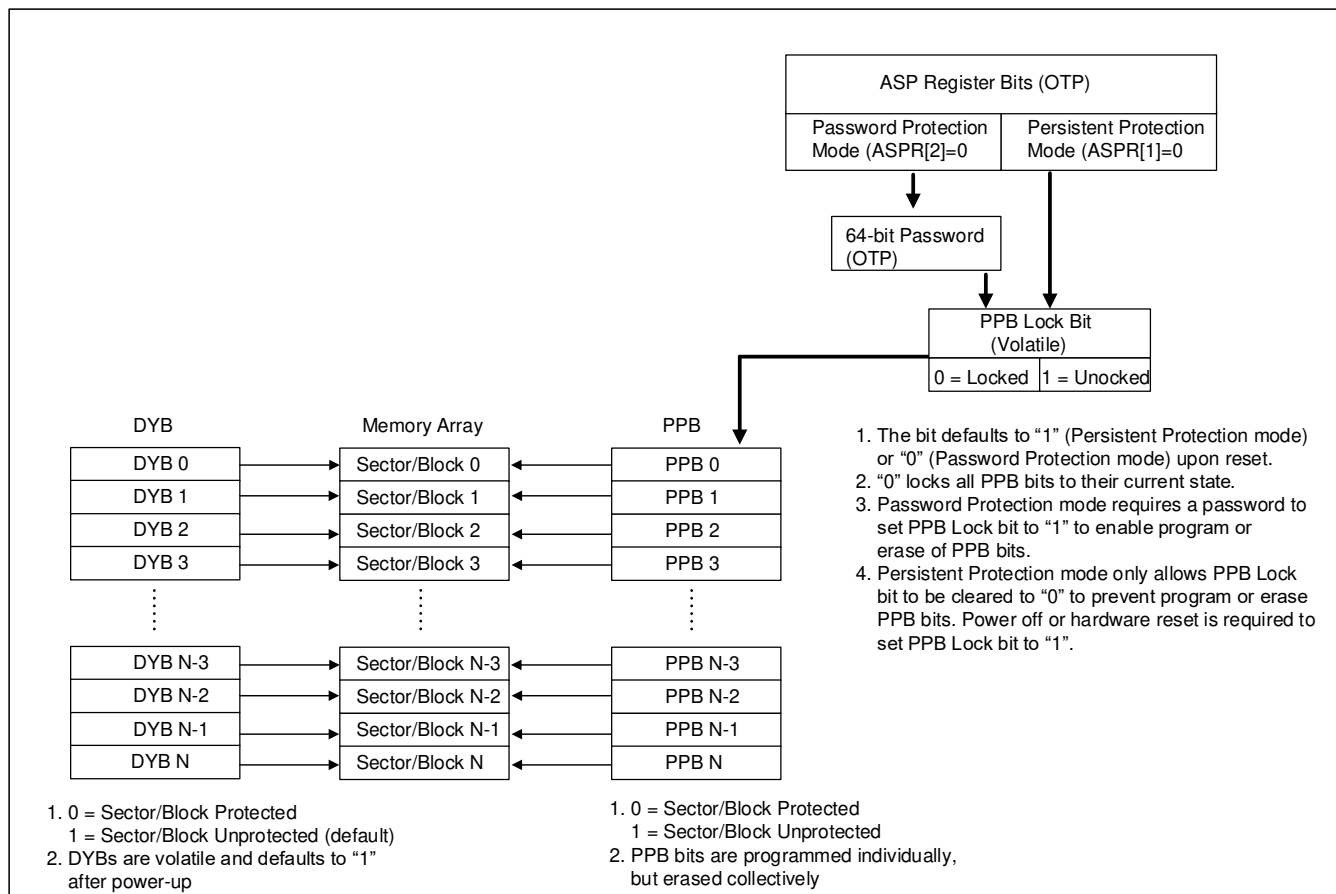 ASP Register Bits (OTP)
Password Protection
Mode (ASPR[2]=0
Persistent Protection
Mode (ASPR[1]=0
64-bit Password
(OTP)
PPB Lock Bit
(Volatile)
0 = Locked
1 = Unocked
1. The bit defaults to “1” (Persistent Protection mode)
or “0” (Password Protection mode) upon reset.
2. “0” locks all PPB bits to their current state.
3. Password Protection mode requires a password to
set PPB Lock bit to “1” to enable program or
erase of PPB bits.
4. Persistent Protection mode only allows PPB Lock
bit to be cleared to “0” to prevent program or erase
PPB bits. Power off or hardware reset is required to
set PPB Lock bit to “1”.
DYB Memory Array PPB
DYB 0 Sector/Block 0 PPB 0
DYB 1 Sector/Block 1 PPB 1
DYB 2 Sector/Block 2 PPB 2
DYB 3 Sector/Block 3 PPB 3
DYB N-3 Sector/Block N-3 PPB N-3
DYB N-2 Sector/Block N-2 PPB N-2
DYB N-1 Sector/Block N-1 PPB N-1
DYB N Sector/Block N PPB N
1. 0 = Sector/Block Protected
1 = Sector/Block Unprotected (default)
2. DYBs are volatile and defaults to “1”
after power-up
1. 0 = Sector/Block Protected
1 = Sector/Block Unprotected
2. PPB bits are programmed individually,
but erased collectively